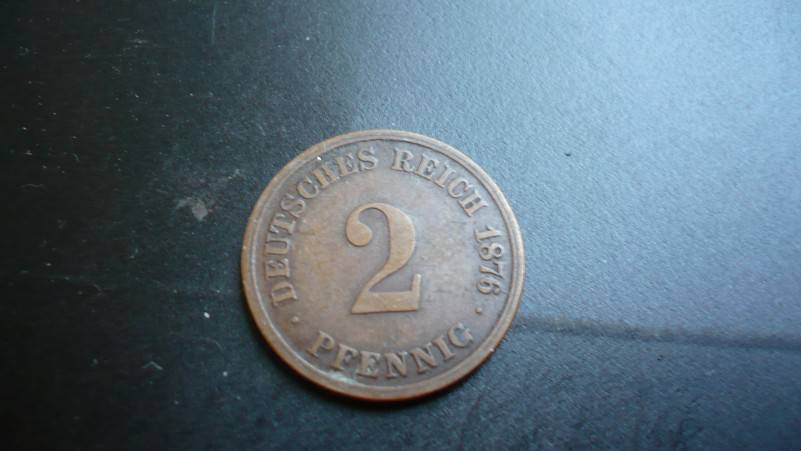 DEUTSCHES REICH 1876
2
PFENNIG